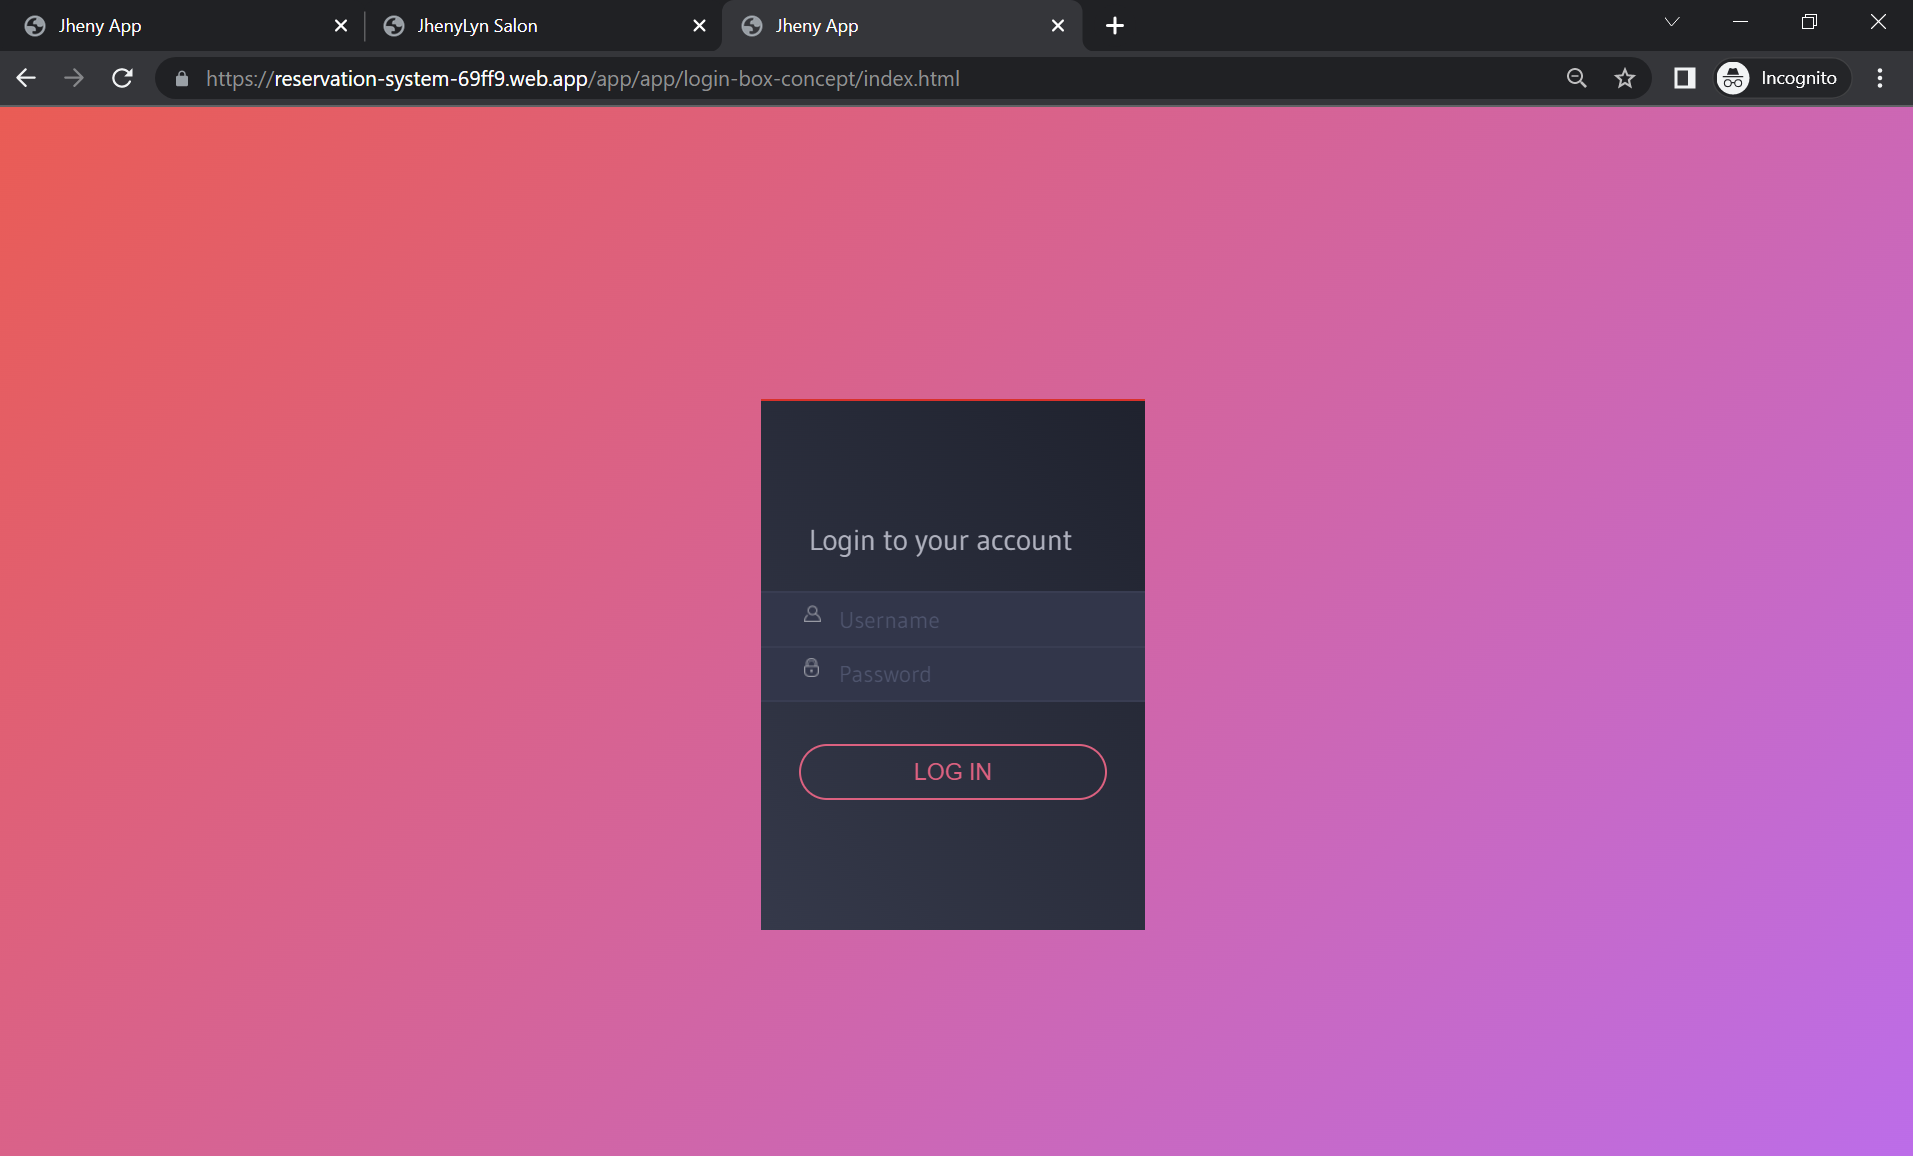 Jheny App
JhenyLyn Salon
Jheny App
https://reservation-system-69ff9.web.app/app/app/login-box-concept/index.html
Incognito
Login to your account
Username
Password
LOG IN